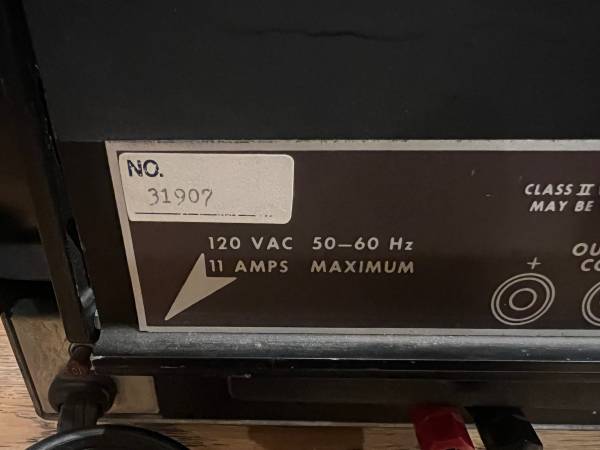 NO.
31907
120 VAC 50–60 Hz
11 AMPS MAXIMUM
CLASS II
MAY BE
+